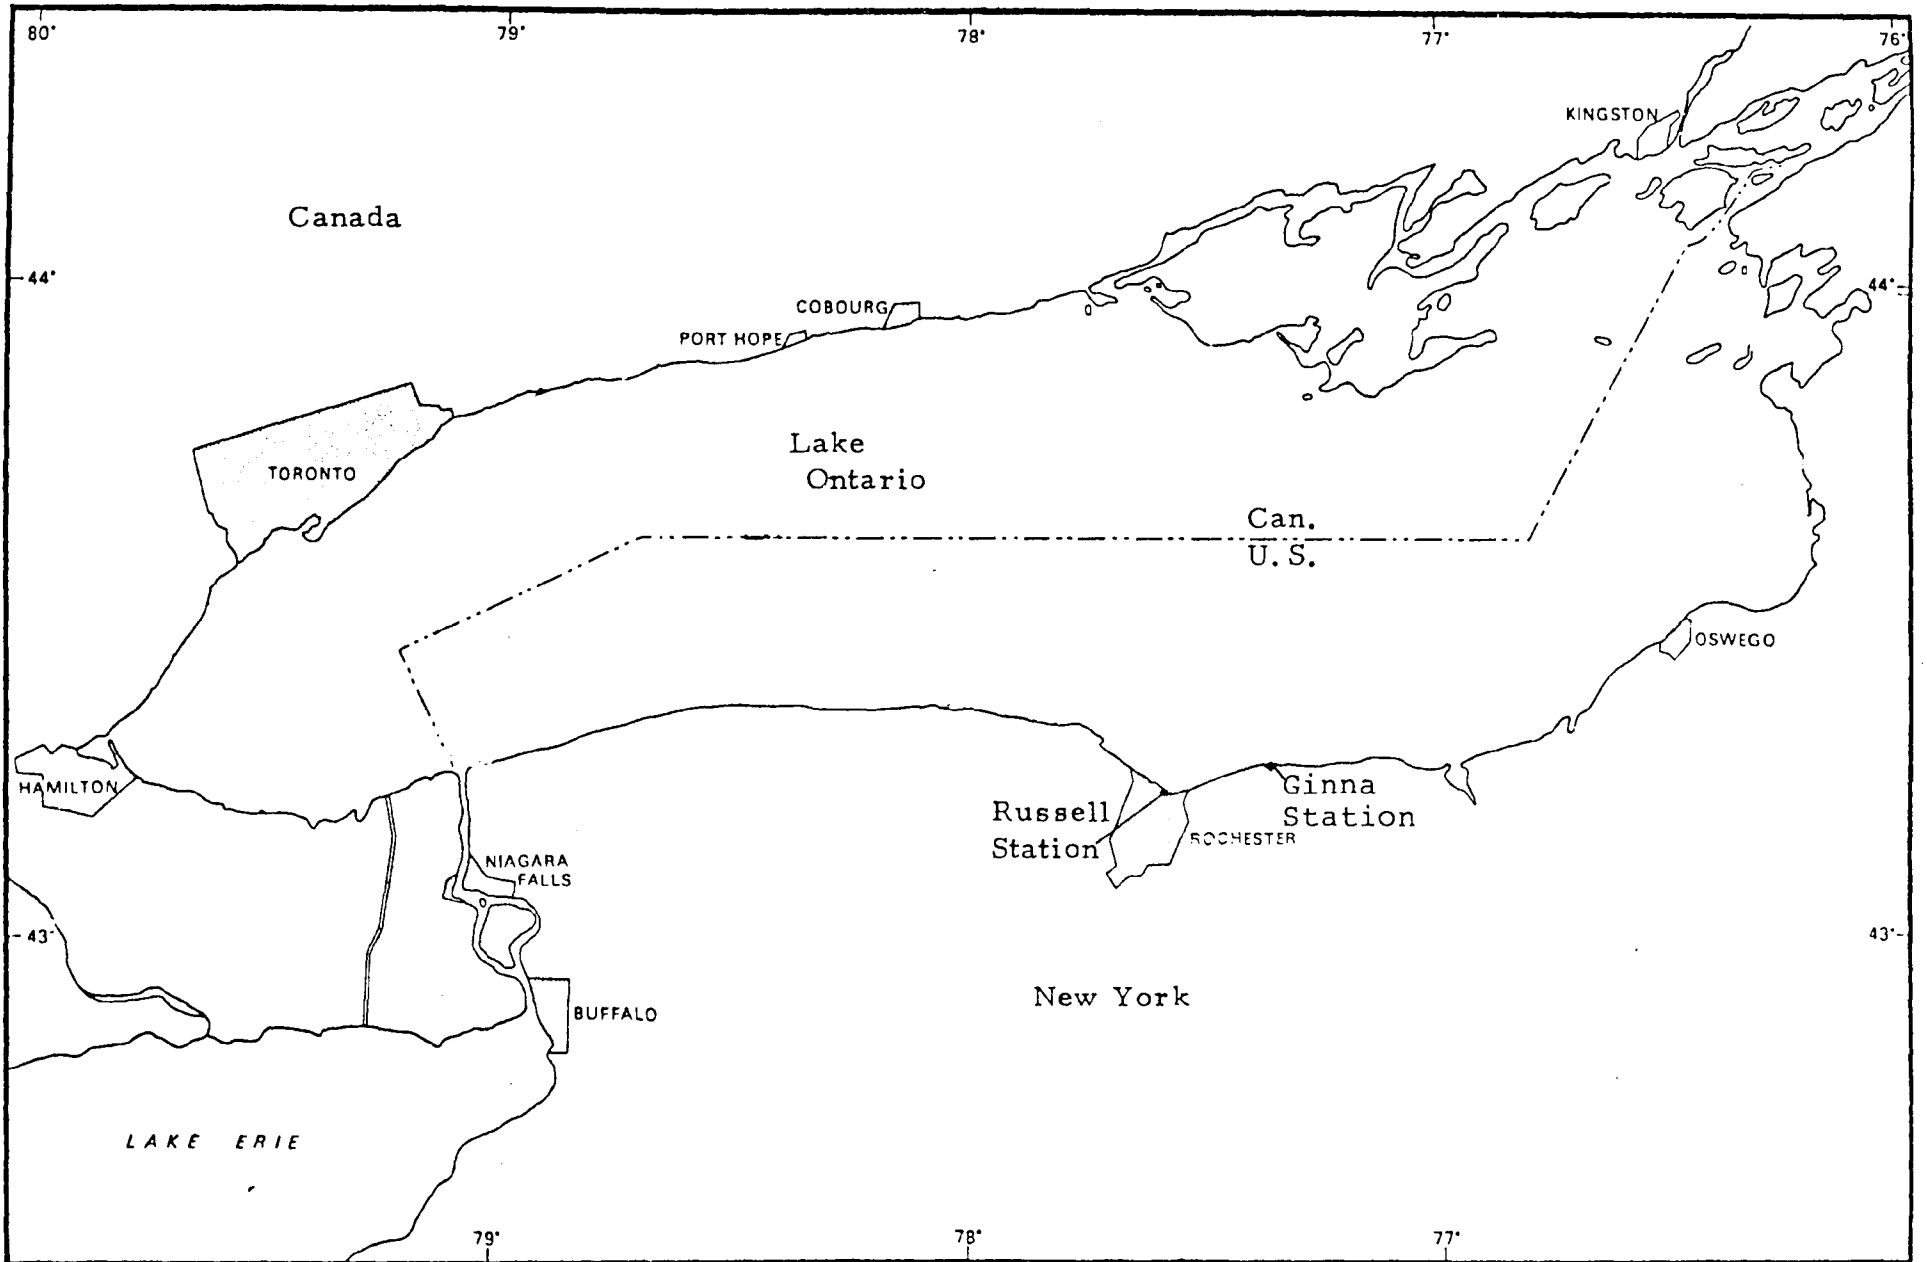 80°
79°
78°
77°
76°
KINGSTON
Canada
44°
44°
COBOURG
PORT HOPE
Lake
Ontario
TORONTO
Can.
U.S.
OSWEGO
HAMILTON
Ginna
Station
Russell
Station
ROCHESTER
NIAGARA
FALLS
43°
43°
New York
BUFFALO
LAKE ERIE
79°
78°
77°